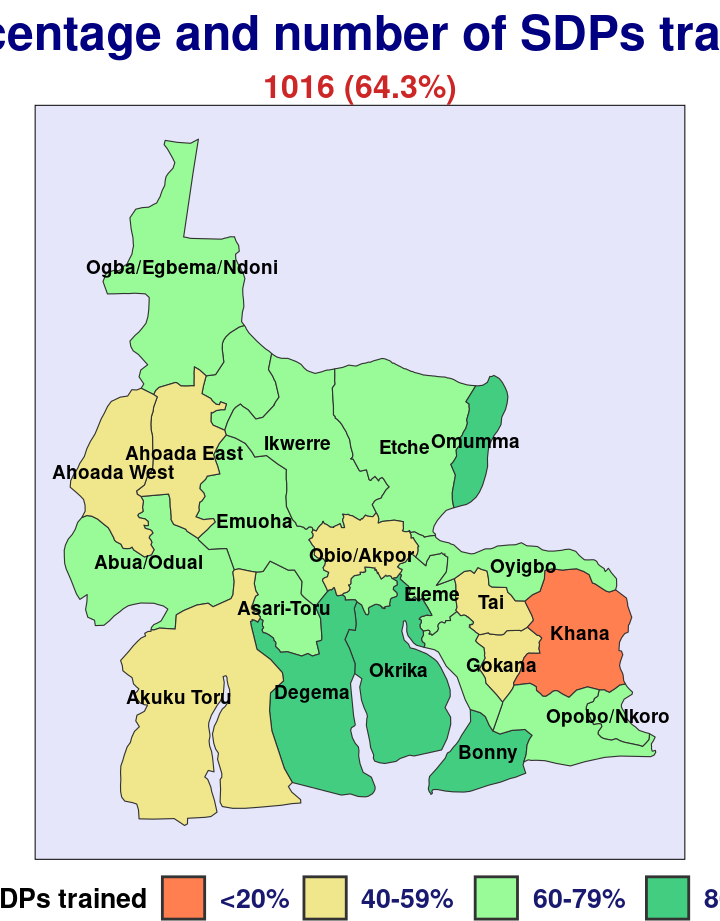 centage and number of SDPs tra
1016 (64.3%)
Ogba/Egbema/Ndoni
Ikwerre
Etche
Omumma
Ahoada East
Ahoada West
Emuoha
Obio/Akpor
Abua/Odual
Oyigbo
Eleme
Tai
Asari-Toru
Khana
Gokana
Okrika
Degema
Akuku Toru
Opobo/Nkoro
Bonny
DPs trained <20% 40-59% 60-79% 8